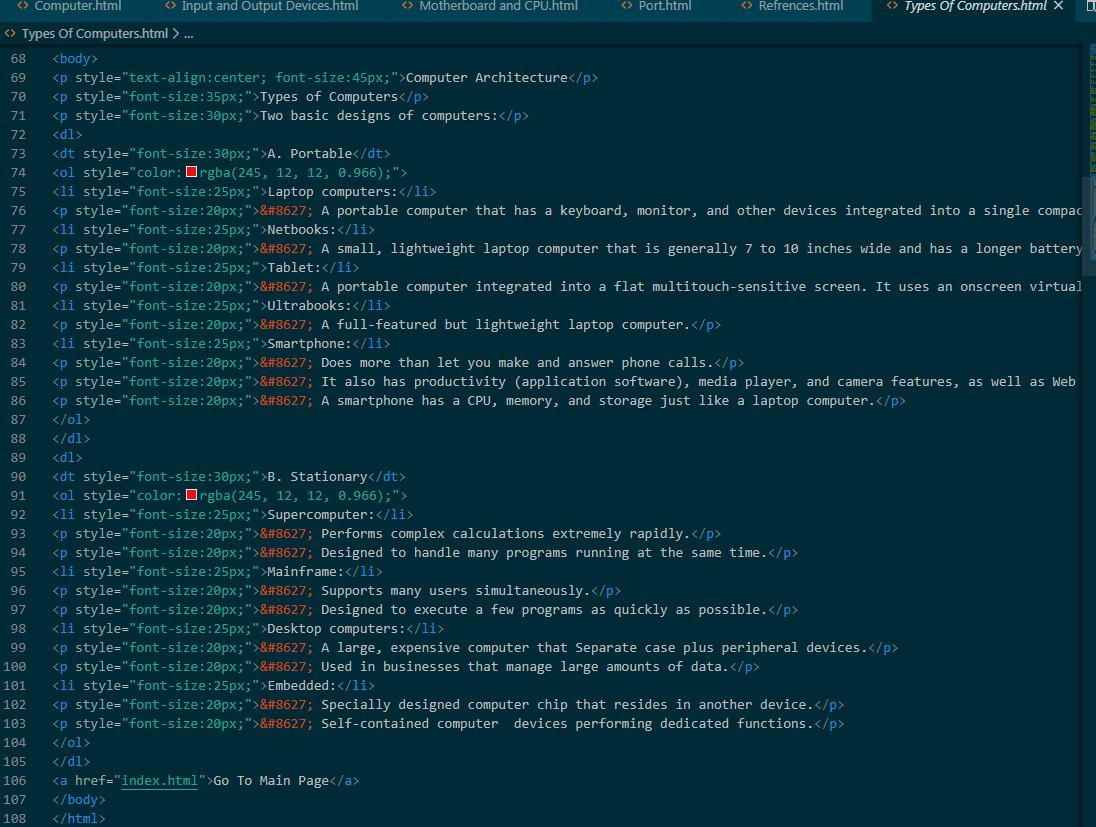 Computer.html Input and Output Devices.html Motherboard and CPU.html Port.html Refrences.html Types Of Computers.html
Types Of Computers.html > ...
68 <body>
69 <p style="text-align:center; font-size:45px;">Computer Architecture</p>
70 <p style="font-size:35px;">Types of Computers</p>
71 <p style="font-size:30px;">Two basic designs of computers:</p>
72 <dl>
73 <dt style="font-size:30px;">A. Portable</dt>
74 <ol style="color:rgba(245, 12, 12, 0.966);">
75 <li style="font-size:25px;">Laptop computers:</li>
76 <p style="font-size:20px;">&#8627; A portable computer that has a keyboard, monitor, and other devices integrated into a single compac
77 <li style="font-size:25px;">Netbooks:</li>
78 <p style="font-size:20px;">&#8627; A small, lightweight laptop computer that is generally 7 to 10 inches wide and has a longer battery
79 <li style="font-size:25px;">Tablet:</li>
80 <p style="font-size:20px;">&#8627; A portable computer integrated into a flat multitouch-sensitive screen. It uses an onscreen virtual
81 <li style="font-size:25px;">Ultrabooks:</li>
82 <p style="font-size:20px;">&#8627; A full-featured but lightweight laptop computer.</p>
83 <li style="font-size:25px;">Smartphone:</li>
84 <p style="font-size:20px;">&#8627; Does more than let you make and answer phone calls.</p>
85 <p style="font-size:20px;">&#8627; It also has productivity (application software), media player, and camera features, as well as Web
86 <p style="font-size:20px;">&#8627; A smartphone has a CPU, memory, and storage just like a laptop computer.</p>
87 </ol>
88 </dl>
89 <dl>
90 <dt style="font-size:30px;">B. Stationary</dt>
91 <ol style="color:rgba(245, 12, 12, 0.966);">
92 <li style="font-size:25px;">Supercomputer:</li>
93 <p style="font-size:20px;">&#8627; Performs complex calculations extremely rapidly.</p>
94 <p style="font-size:20px;">&#8627; Designed to handle many programs running at the same time.</p>
95 <li style="font-size:25px;">Mainframe:</li>
96 <p style="font-size:20px;">&#8627; Supports many users simultaneously.</p>
97 <p style="font-size:20px;">&#8627; Designed to execute a few programs as quickly as possible.</p>
98 <li style="font-size:25px;">Desktop computers:</li>
99 <p style="font-size:20px;">&#8627; A large, expensive computer that Separate case plus peripheral devices.</p>
100 <p style="font-size:20px;">&#8627; Used in businesses that manage large amounts of data.</p>
101 <li style="font-size:25px;">Embedded:</li>
102 <p style="font-size:20px;">&#8627; Specially designed computer chip that resides in another device.</p>
103 <p style="font-size:20px;">&#8627; Self-contained computer  devices performing dedicated functions.</p>
104 </ol>
105 </dl>
106 <a href="index.html">Go To Main Page</a>
107 </body>
108 </html>